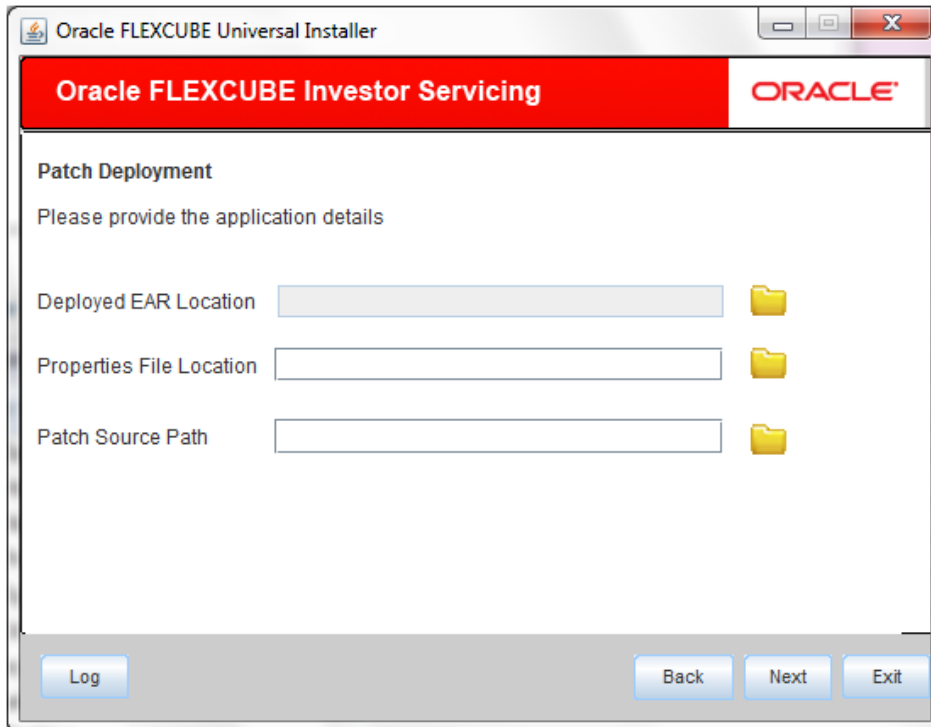 Oracle FLEXCUBE Universal Installer
Oracle FLEXCUBE Investor Servicing
ORACLE
Patch Deployment
Please provide the application details
Deployed EAR Location
Properties File Location
Patch Source Path
Log
Back
Next
Exit